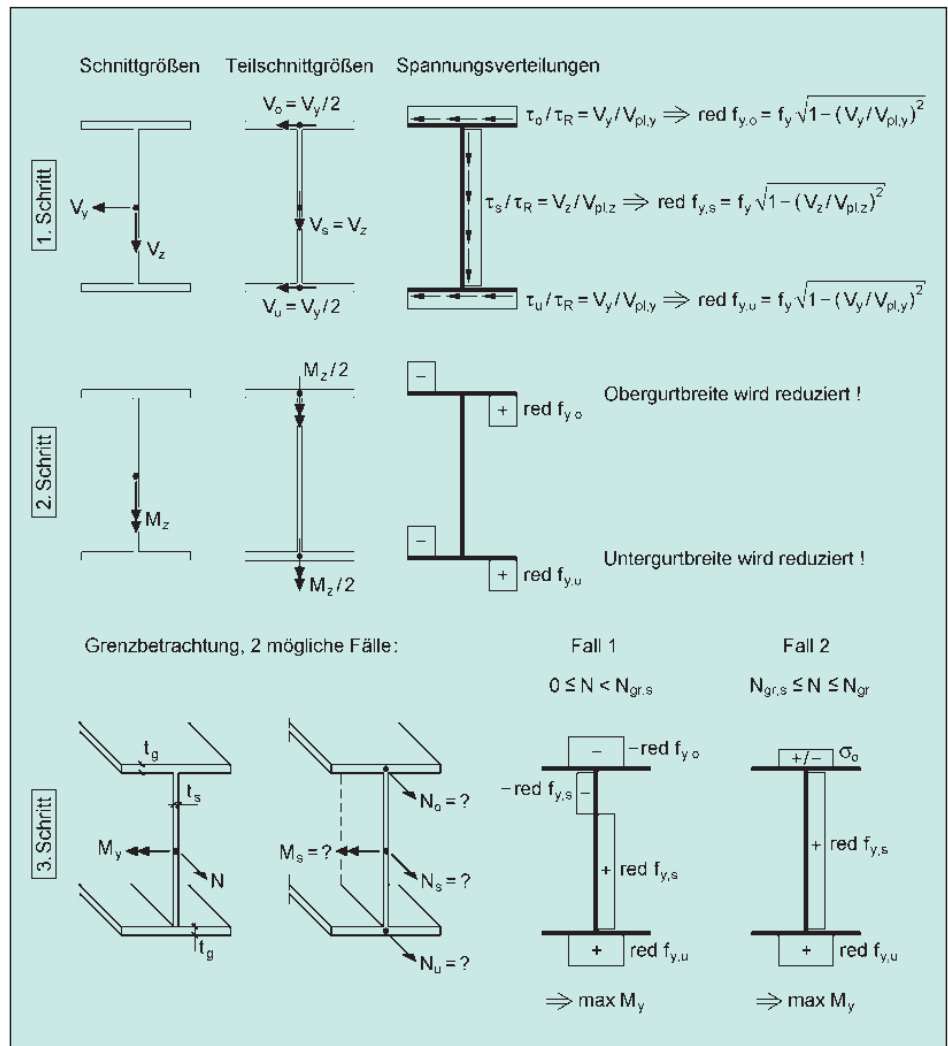 Schnittgrößen Teilschnittgrößen Spannungsverteilungen
1. Schritt
V_y
V_z
V_o = V_y/2
V_s = V_z
V_u = V_y/2
τ_o/τ_R = V_y/V_pl,y ⟹ red f_y,o = f_y √(1 − (V_y/V_pl,y)²)
τ_s/τ_R = V_z/V_pl,z ⟹ red f_y,s = f_y √(1 − (V_z/V_pl,z)²)
τ_u/τ_R = V_y/V_pl,y ⟹ red f_y,u = f_y √(1 − (V_y/V_pl,y)²)
2. Schritt
M_z
M_z/2
M_z/2
−
+ red f_y o
Obergurtbreite wird reduziert !
−
+ red f_y,u
Untergurtbreite wird reduziert !
3. Schritt
Grenzbetrachtung, 2 mögliche Fälle:
Fall 1 Fall 2
0 ≤ N < N_gr,s N_gr,s ≤ N ≤ N_gr
t_g
t_s
M_y
N
t_g
N_o = ?
M_s = ?
N_s = ?
N_u = ?
− −red f_y o
−red f_y,s −
+ red f_y,s
+ red f_y,u
⟹ max M_y
+/− σ_o
+ red f_y,s
+ red f_y,u
⟹ max M_y